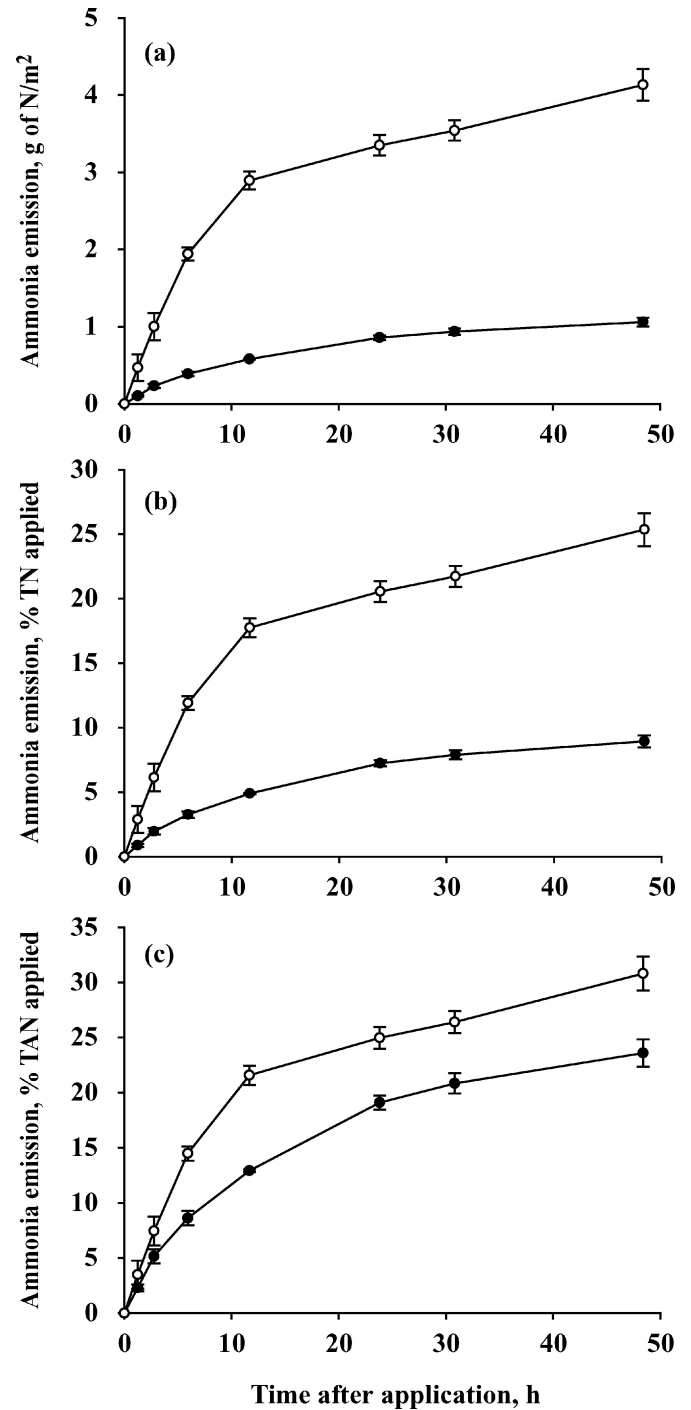 5
(a)
4
3
2
1
0
Ammonia emission, g of N/m²
0 10 20 30 40 50
30
(b)
25
20
15
10
5
0
Ammonia emission, % TN applied
0 10 20 30 40 50
35
(c)
30
25
20
15
10
5
0
Ammonia emission, % TAN applied
0 10 20 30 40 50
Time after application, h